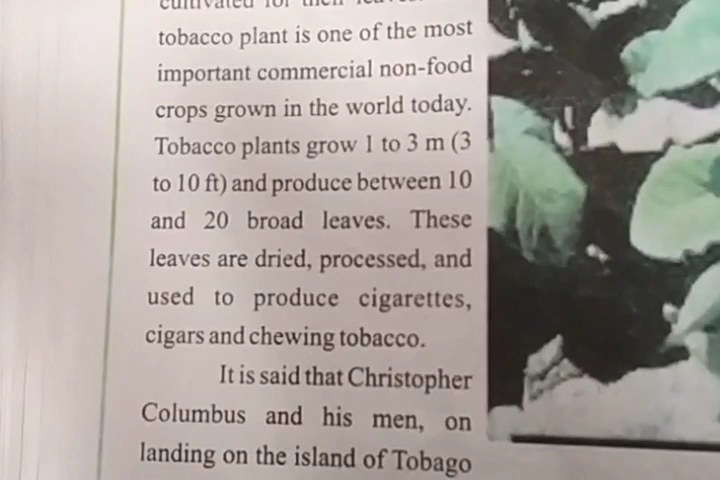 cultivated for their
tobacco plant is one of the most
important commercial non-food
crops grown in the world today.
Tobacco plants grow 1 to 3 m (3
to 10 ft) and produce between 10
and 20 broad leaves. These
leaves are dried, processed, and
used to produce cigarettes,
cigars and chewing tobacco.
It is said that Christopher
Columbus and his men, on
landing on the island of Tobago